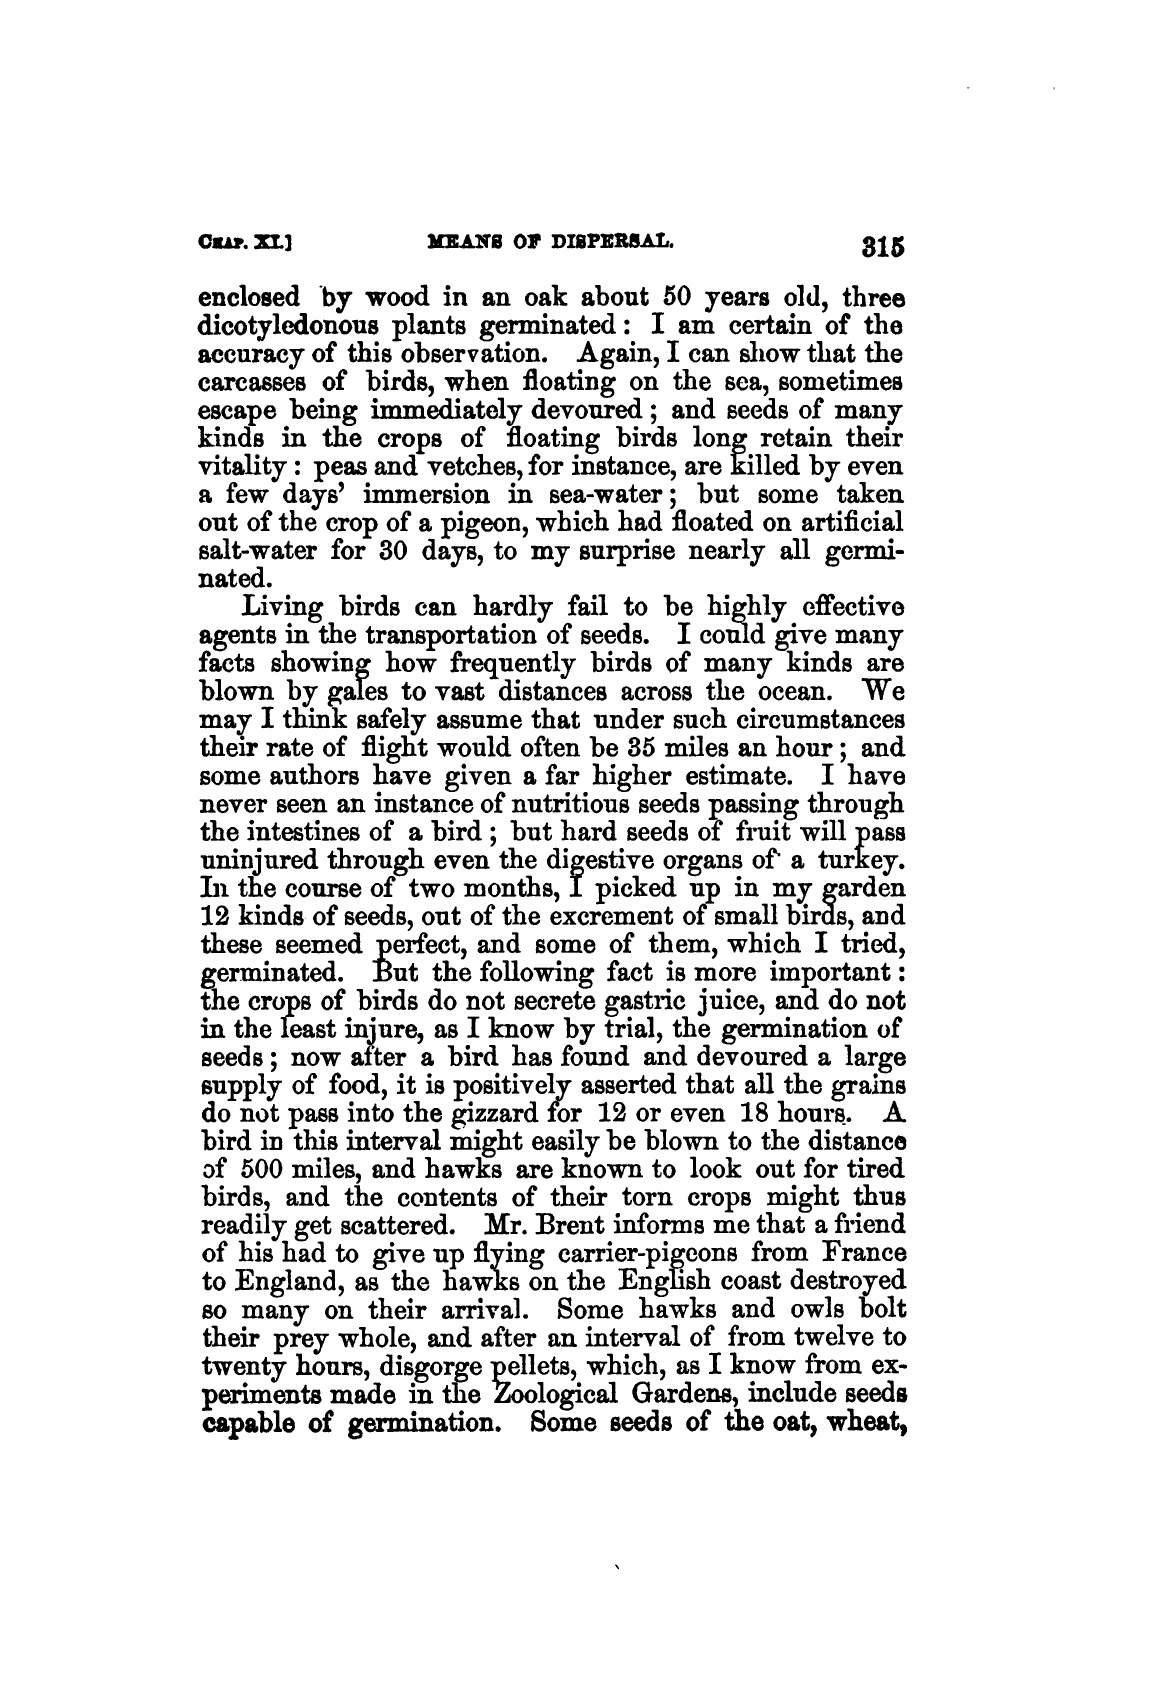 CHAP. XI.] MEANS OF DISPERSAL. 315
enclosed by wood in an oak about 50 years old, three
dicotyledonous plants germinated : I am certain of the
accuracy of this observation. Again, I can show that the
carcasses of birds, when floating on the sea, sometimes
escape being immediately devoured ; and seeds of many
kinds in the crops of floating birds long retain their
vitality : peas and vetches, for instance, are killed by even
a few days’ immersion in sea-water ; but some taken
out of the crop of a pigeon, which had floated on artificial
salt-water for 30 days, to my surprise nearly all germi-
nated.
Living birds can hardly fail to be highly effective
agents in the transportation of seeds. I could give many
facts showing how frequently birds of many kinds are
blown by gales to vast distances across the ocean. We
may I think safely assume that under such circumstances
their rate of flight would often be 35 miles an hour ; and
some authors have given a far higher estimate. I have
never seen an instance of nutritious seeds passing through
the intestines of a bird ; but hard seeds of fruit will pass
uninjured through even the digestive organs of a turkey.
In the course of two months, I picked up in my garden
12 kinds of seeds, out of the excrement of small birds, and
these seemed perfect, and some of them, which I tried,
germinated. But the following fact is more important :
the crops of birds do not secrete gastric juice, and do not
in the least injure, as I know by trial, the germination of
seeds ; now after a bird has found and devoured a large
supply of food, it is positively asserted that all the grains
do not pass into the gizzard for 12 or even 18 hours. A
bird in this interval might easily be blown to the distance
of 500 miles, and hawks are known to look out for tired
birds, and the contents of their torn crops might thus
readily get scattered. Mr. Brent informs me that a friend
of his had to give up flying carrier-pigeons from France
to England, as the hawks on the English coast destroyed
so many on their arrival. Some hawks and owls bolt
their prey whole, and after an interval of from twelve to
twenty hours, disgorge pellets, which, as I know from ex-
periments made in the Zoological Gardens, include seeds
capable of germination. Some seeds of the oat, wheat,